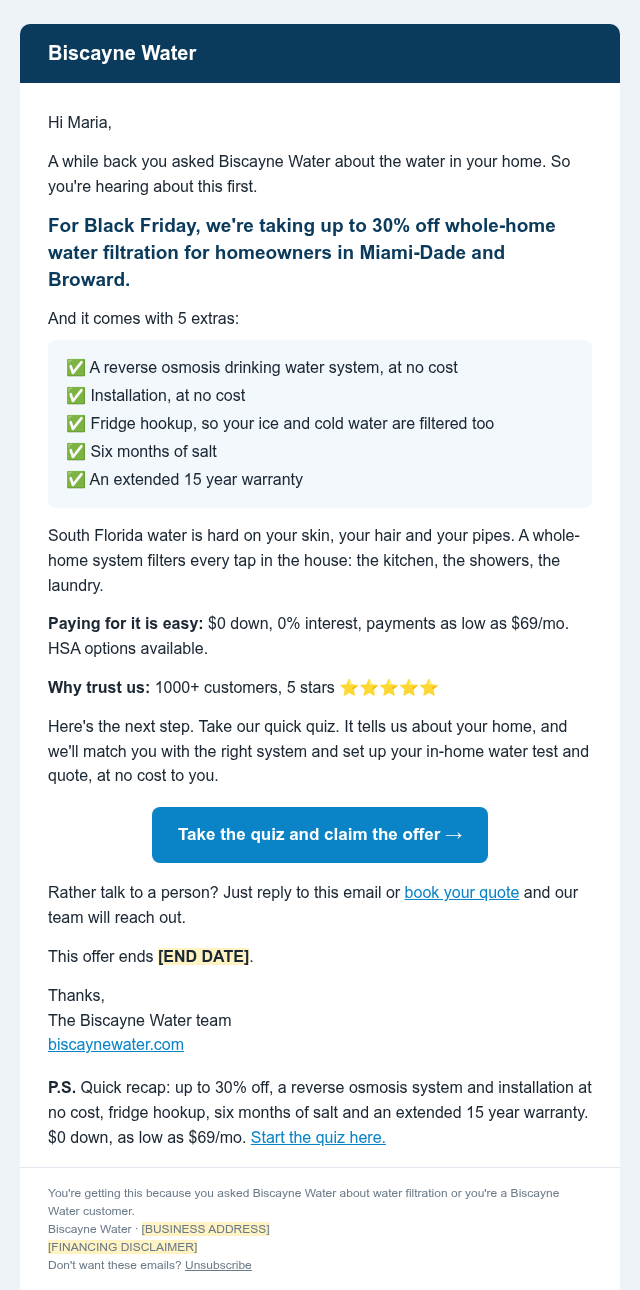 Biscayne Water
Hi Maria,
A while back you asked Biscayne Water about the water in your home. So
you're hearing about this first.
For Black Friday, we're taking up to 30% off whole-home
water filtration for homeowners in Miami-Dade and
Broward.
And it comes with 5 extras:
✅ A reverse osmosis drinking water system, at no cost
✅ Installation, at no cost
✅ Fridge hookup, so your ice and cold water are filtered too
✅ Six months of salt
✅ An extended 15 year warranty
South Florida water is hard on your skin, your hair and your pipes. A whole-
home system filters every tap in the house: the kitchen, the showers, the
laundry.
Paying for it is easy: $0 down, 0% interest, payments as low as $69/mo.
HSA options available.
Why trust us: 1000+ customers, 5 stars ⭐⭐⭐⭐⭐
Here's the next step. Take our quick quiz. It tells us about your home, and
we'll match you with the right system and set up your in-home water test and
quote, at no cost to you.
Take the quiz and claim the offer →
Rather talk to a person? Just reply to this email or book your quote and our
team will reach out.
This offer ends [END DATE].
Thanks,
The Biscayne Water team
biscaynewater.com
P.S. Quick recap: up to 30% off, a reverse osmosis system and installation at
no cost, fridge hookup, six months of salt and an extended 15 year warranty.
$0 down, as low as $69/mo. Start the quiz here.
You're getting this because you asked Biscayne Water about water filtration or you're a Biscayne
Water customer.
Biscayne Water · [BUSINESS ADDRESS]
[FINANCING DISCLAIMER]
Don't want these emails? Unsubscribe